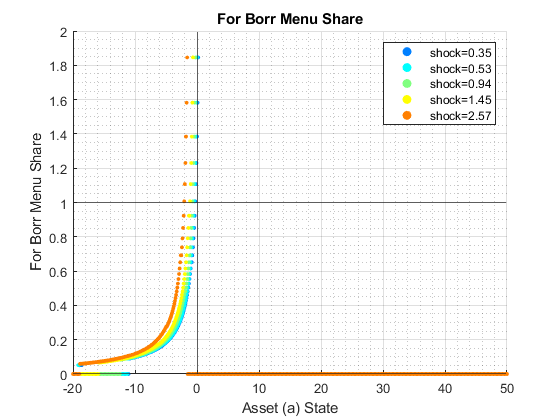 For Borr Menu Share
2
1.8
1.6
1.4
1.2
1
0.8
0.6
0.4
0.2
0
For Borr Menu Share
shock=0.35
shock=0.53
shock=0.94
shock=1.45
shock=2.57
-20 -10 0 10 20 30 40 50
Asset (a) State